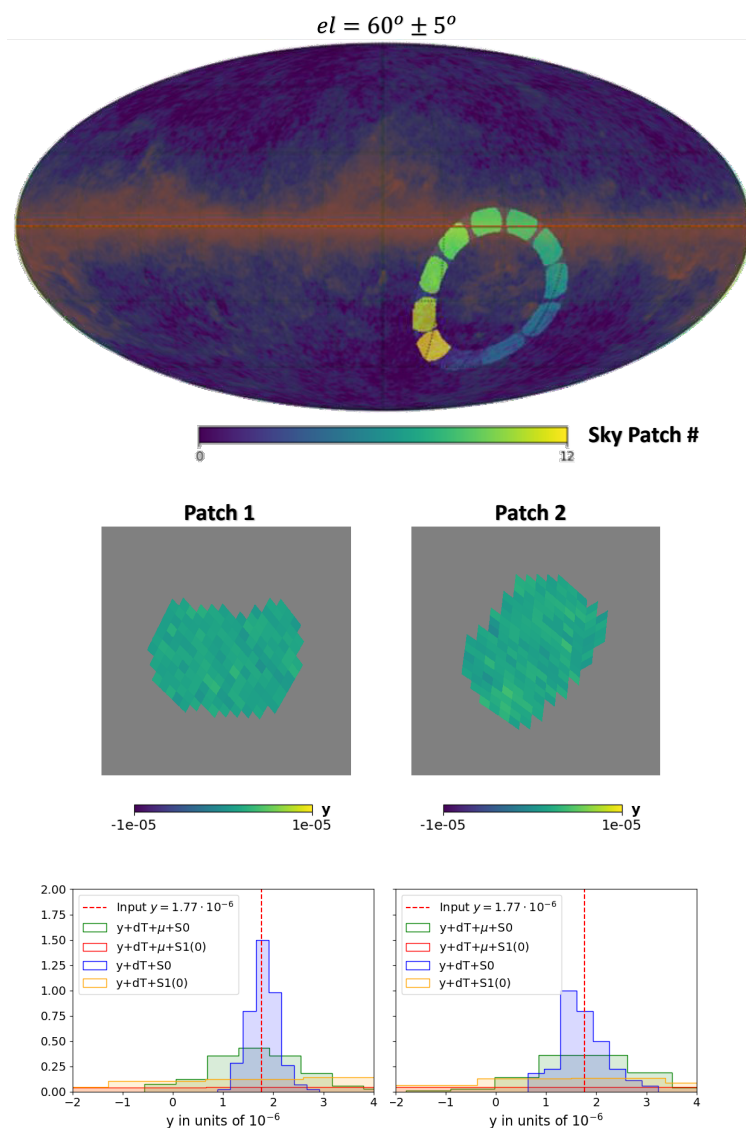 el = 60° ± 5°
Sky Patch #
0 12
Patch 1 Patch 2
y y
-1e-05 1e-05 -1e-05 1e-05
2.00
1.75
1.50
1.25
1.00
0.75
0.50
0.25
0.00
Input y = 1.77 · 10⁻⁶
y+dT+μ+S0
y+dT+μ+S1(0)
y+dT+S0
y+dT+S1(0)
−2 −1 0 1 2 3 4
y in units of 10⁻⁶
Input y = 1.77 · 10⁻⁶
y+dT+μ+S0
y+dT+μ+S1(0)
y+dT+S0
y+dT+S1(0)
−2 −1 0 1 2 3 4
y in units of 10⁻⁶